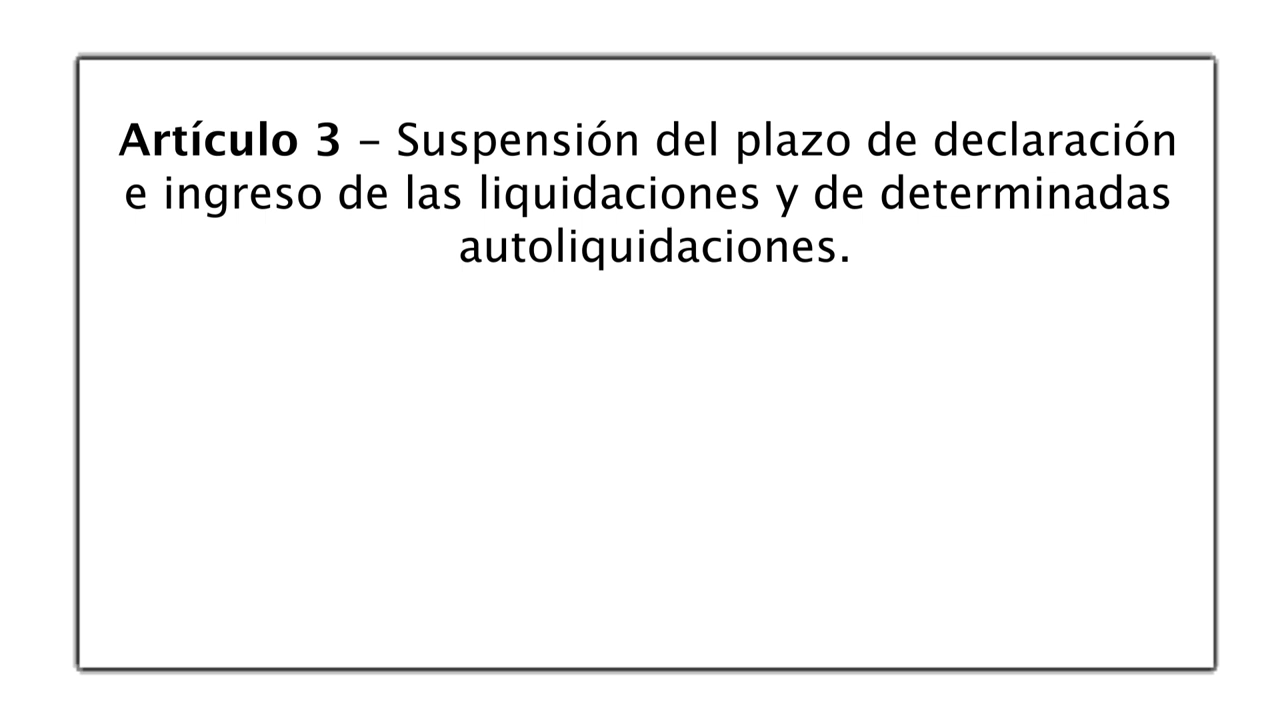 Artículo 3 – Suspensión del plazo de declaración
e ingreso de las liquidaciones y de determinadas
autoliquidaciones.